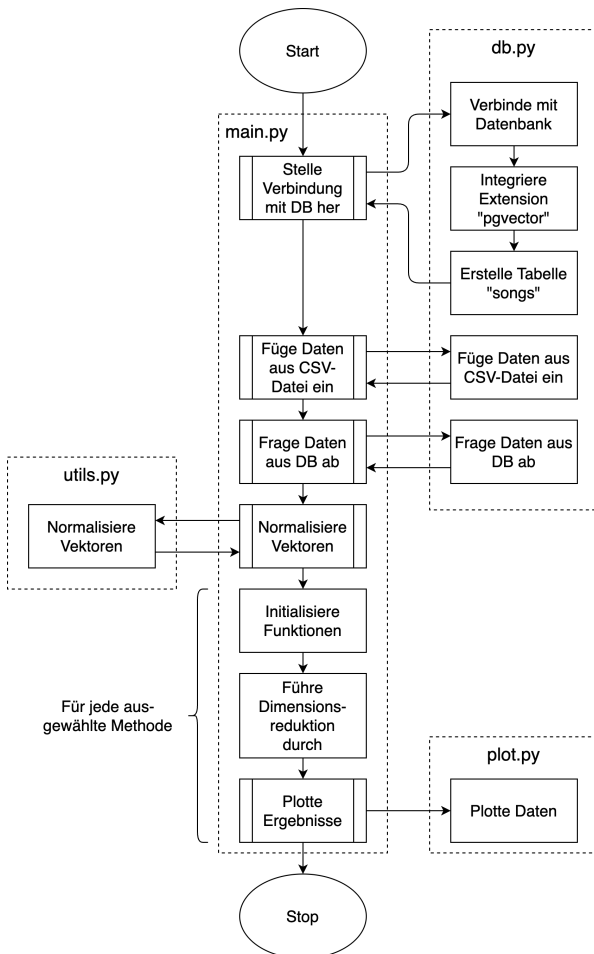 Start
main.py
Stelle
Verbindung
mit DB her
db.py
Verbinde mit
Datenbank
Integriere
Extension
"pgvector"
Erstelle Tabelle
"songs"
Füge Daten
aus CSV-
Datei ein
Füge Daten aus
CSV-Datei ein
Frage Daten
aus DB ab
Frage Daten aus
DB ab
utils.py
Normalisiere
Vektoren
Normalisiere
Vektoren
Für jede aus-
gewählte Methode
Initialisiere
Funktionen
Führe
Dimensions-
reduktion
durch
Plotte
Ergebnisse
plot.py
Plotte Daten
Stop